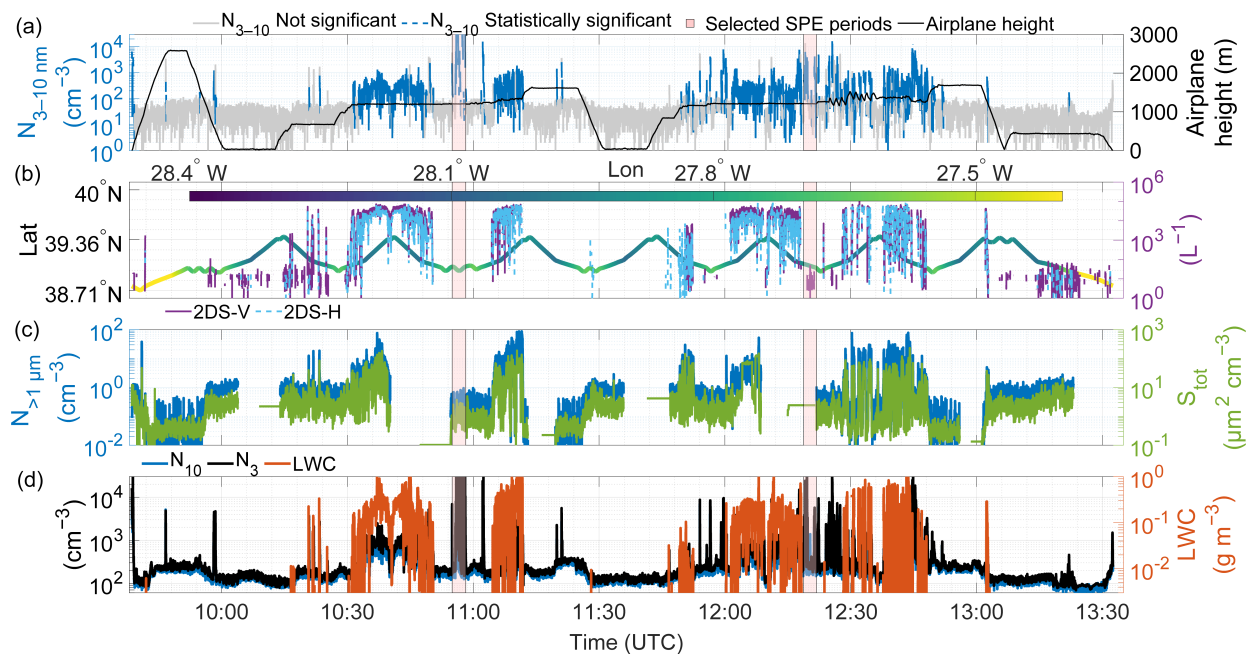 N3–10 Not significant N3–10 Statistically significant Selected SPE periods Airplane height
(a)
N3–10 nm (cm−3)
10^4
10^3
10^2
10^1
10^0
3000
2000
1000
0
Airplane height (m)
28.4°W 28.1°W Lon 27.8°W 27.5°W
(b)
Lat
40°N
39.36°N
38.71°N
10^6
10^3
10^0
(L−1)
2DS-V 2DS-H
(c)
N>1 µm (cm−3)
10^2
10^0
10^-2
10^3
10^1
10^-1
Stot (µm2 cm−3)
N10 N3 LWC
(d)
(cm−3)
10^4
10^3
10^2
10^0
10^-1
10^-2
LWC (g m−3)
10:00 10:30 11:00 11:30 12:00 12:30 13:00 13:30
Time (UTC)